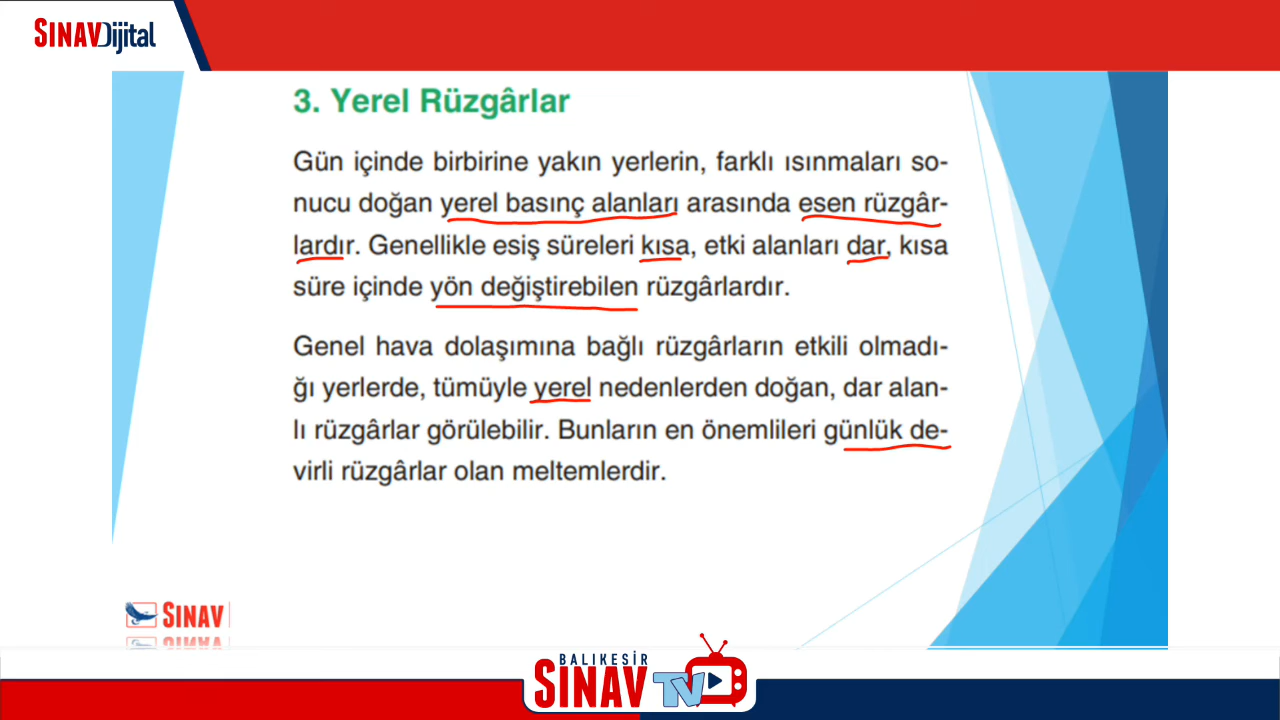 SINAVDijital
3. Yerel Rüzgârlar
Gün içinde birbirine yakın yerlerin, farklı ısınmaları so-
nucu doğan yerel basınç alanları arasında esen rüzgâr-
lardır. Genellikle esiş süreleri kısa, etki alanları dar, kısa
süre içinde yön değiştirebilen rüzgârlardır.
Genel hava dolaşımına bağlı rüzgârların etkili olmadı-
ğı yerlerde, tümüyle yerel nedenlerden doğan, dar alan-
lı rüzgârlar görülebilir. Bunların en önemlileri günlük de-
virli rüzgârlar olan meltemlerdir.
SINAV
BALIKESİR
SINAV TV